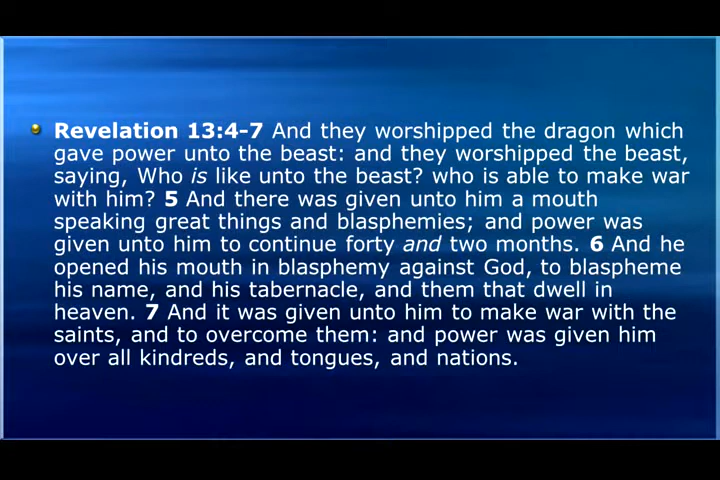 Revelation 13:4-7 And they worshipped the dragon which
gave power unto the beast: and they worshipped the beast,
saying, Who is like unto the beast? who is able to make war
with him? 5 And there was given unto him a mouth
speaking great things and blasphemies; and power was
given unto him to continue forty and two months. 6 And he
opened his mouth in blasphemy against God, to blaspheme
his name, and his tabernacle, and them that dwell in
heaven. 7 And it was given unto him to make war with the
saints, and to overcome them: and power was given him
over all kindreds, and tongues, and nations.